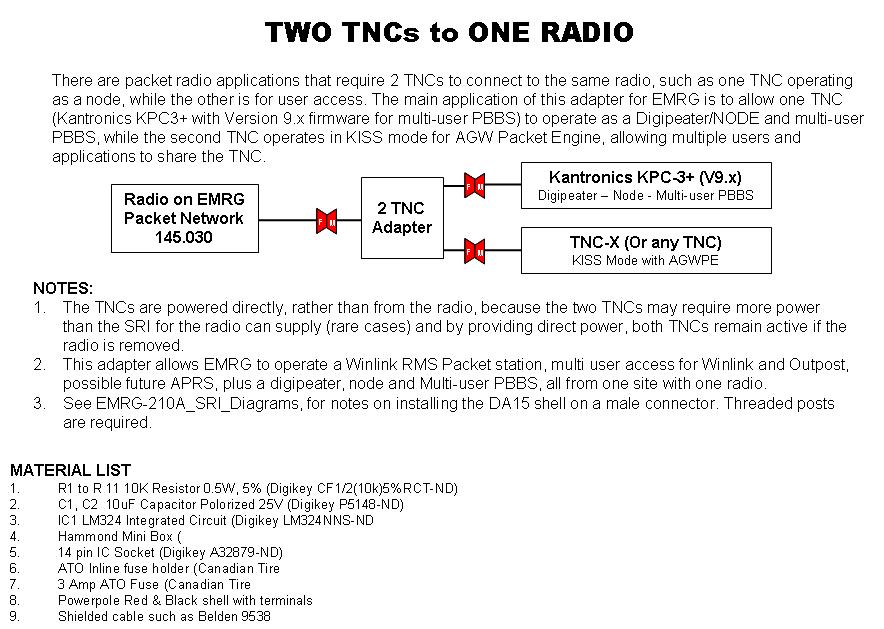 TWO TNCs to ONE RADIO
There are packet radio applications that require 2 TNCs to connect to the same radio, such as one TNC operating
as a node, while the other is for user access. The main application of this adapter for EMRG is to allow one TNC
(Kantronics KPC3+ with Version 9.x firmware for multi-user PBBS) to operate as a Digipeater/NODE and multi-user
PBBS, while the second TNC operates in KISS mode for AGW Packet Engine, allowing multiple users and
applications to share the TNC.
Radio on EMRG
Packet Network
145.030
F M
2 TNC
Adapter
F M
Kantronics KPC-3+ (V9.x)
Digipeater – Node - Multi-user PBBS
F M
TNC-X (Or any TNC)
KISS Mode with AGWPE
NOTES:
1. The TNCs are powered directly, rather than from the radio, because the two TNCs may require more power
than the SRI for the radio can supply (rare cases) and by providing direct power, both TNCs remain active if the
radio is removed.
2. This adapter allows EMRG to operate a Winlink RMS Packet station, multi user access for Winlink and Outpost,
possible future APRS, plus a digipeater, node and Multi-user PBBS, all from one site with one radio.
3. See EMRG-210A_SRI_Diagrams, for notes on installing the DA15 shell on a male connector. Threaded posts
are required.
MATERIAL LIST
1. R1 to R 11 10K Resistor 0.5W, 5% (Digikey CF1/2(10k)5%RCT-ND)
2. C1, C2 10uF Capacitor Polorized 25V (Digikey P5148-ND)
3. IC1 LM324 Integrated Circuit (Digikey LM324NNS-ND
4. Hammond Mini Box (
5. 14 pin IC Socket (Digikey A32879-ND)
6. ATO Inline fuse holder (Canadian Tire
7. 3 Amp ATO Fuse (Canadian Tire
8. Powerpole Red & Black shell with terminals
9. Shielded cable such as Belden 9538